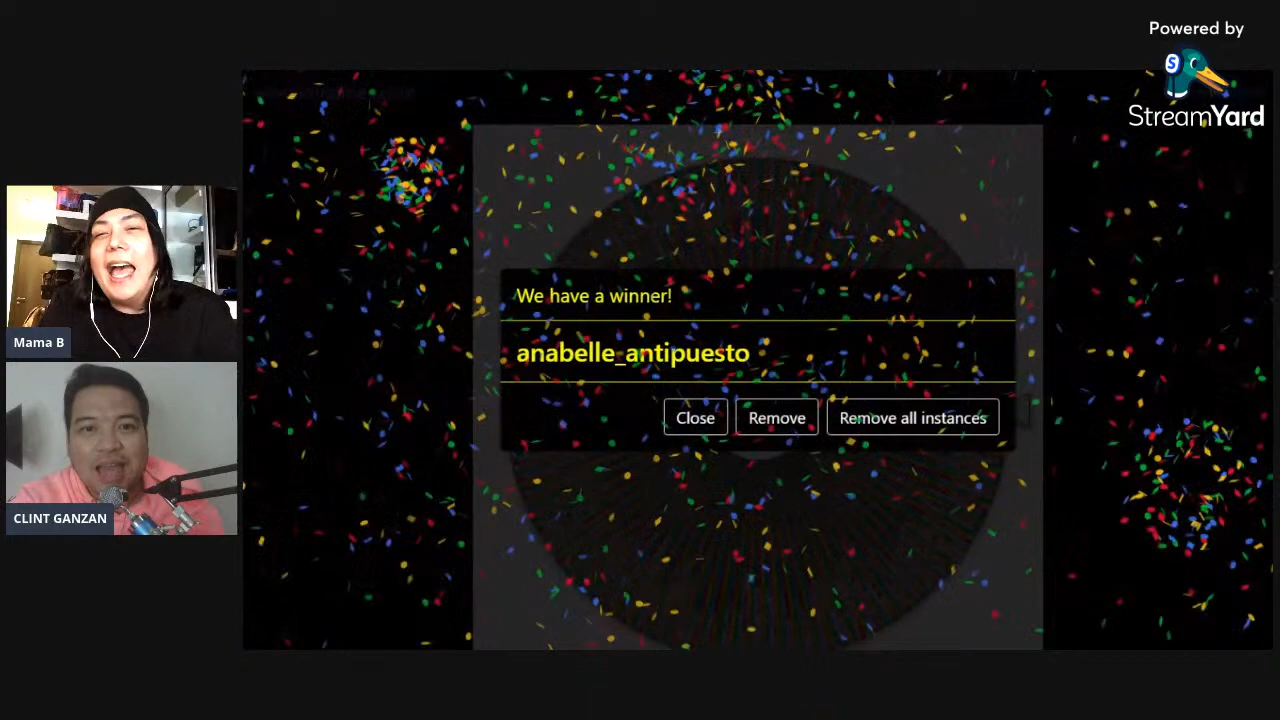 Powered by
StreamYard
Mama B
CLINT GANZAN
We have a winner!
anabelle_antipuesto
Close
Remove
Remove all instances